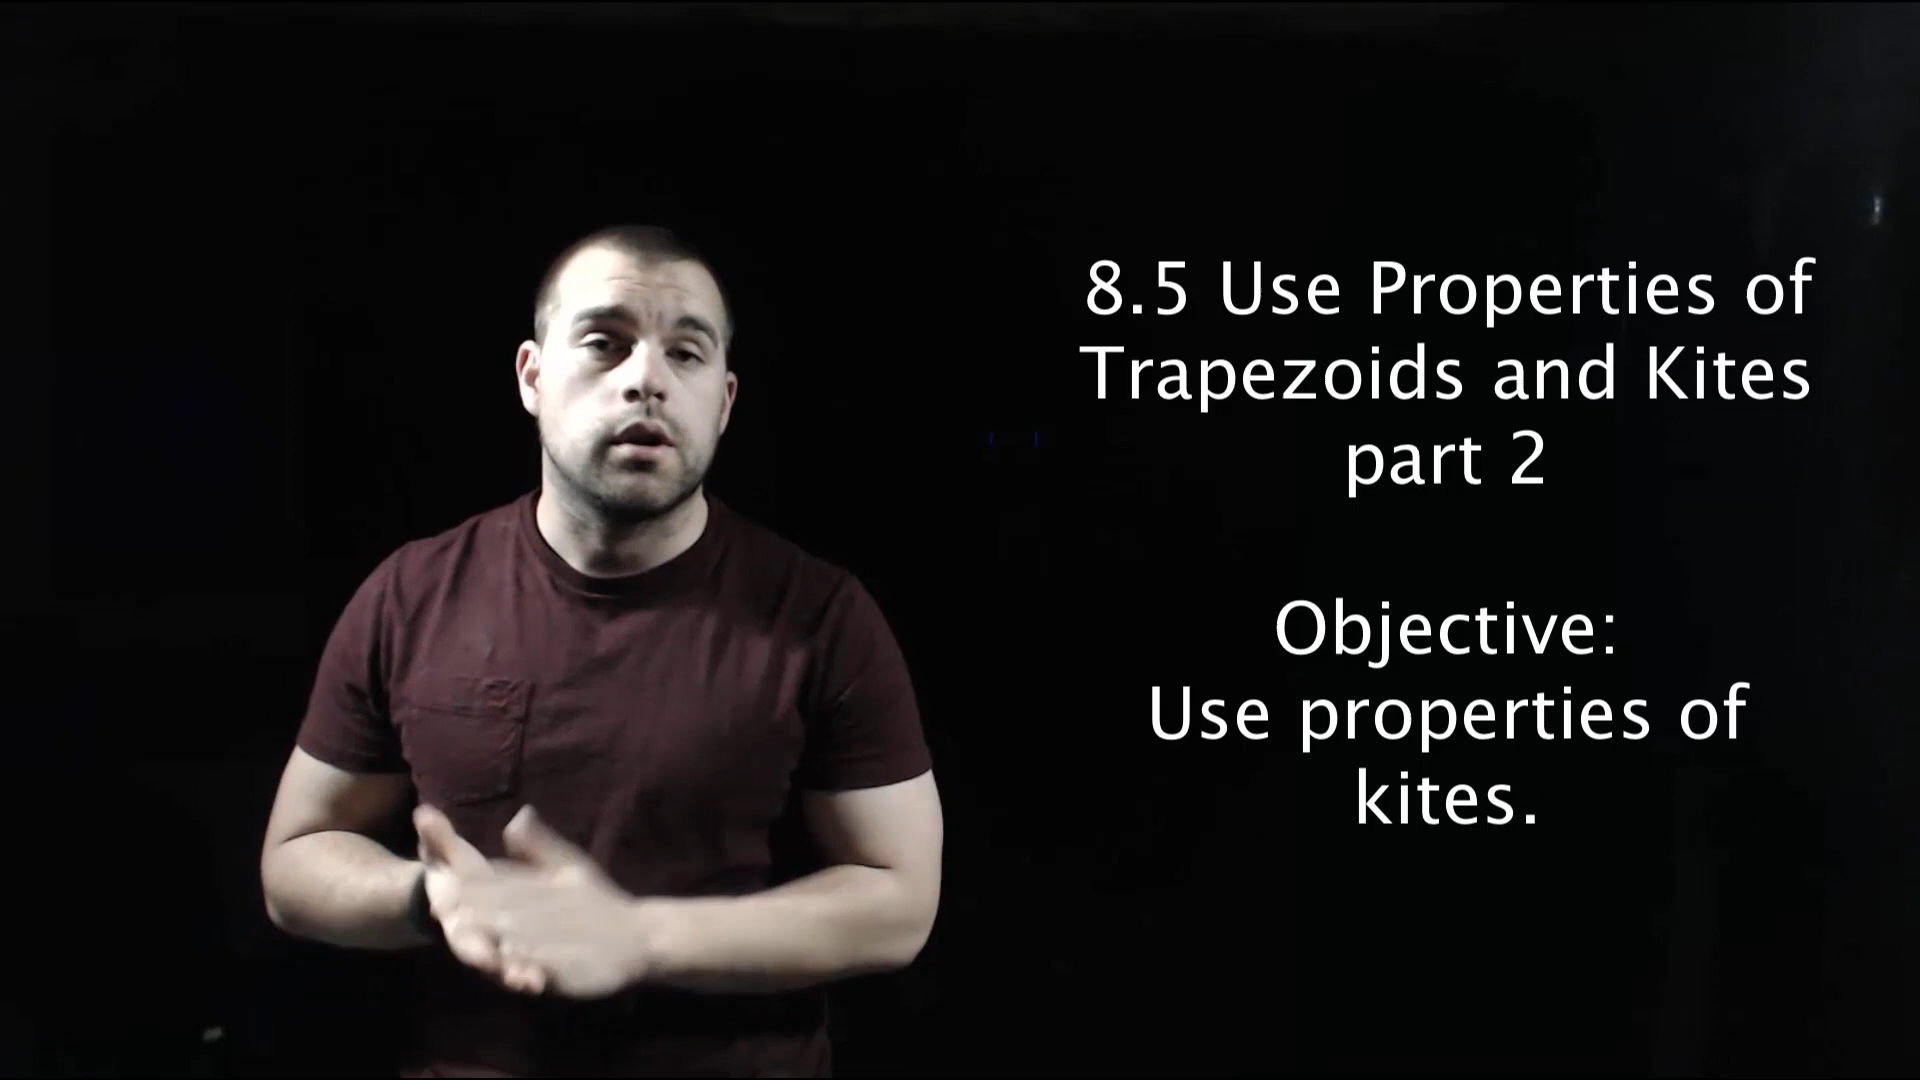 8.5 Use Properties of
Trapezoids and Kites
part 2
Objective:
Use properties of
kites.